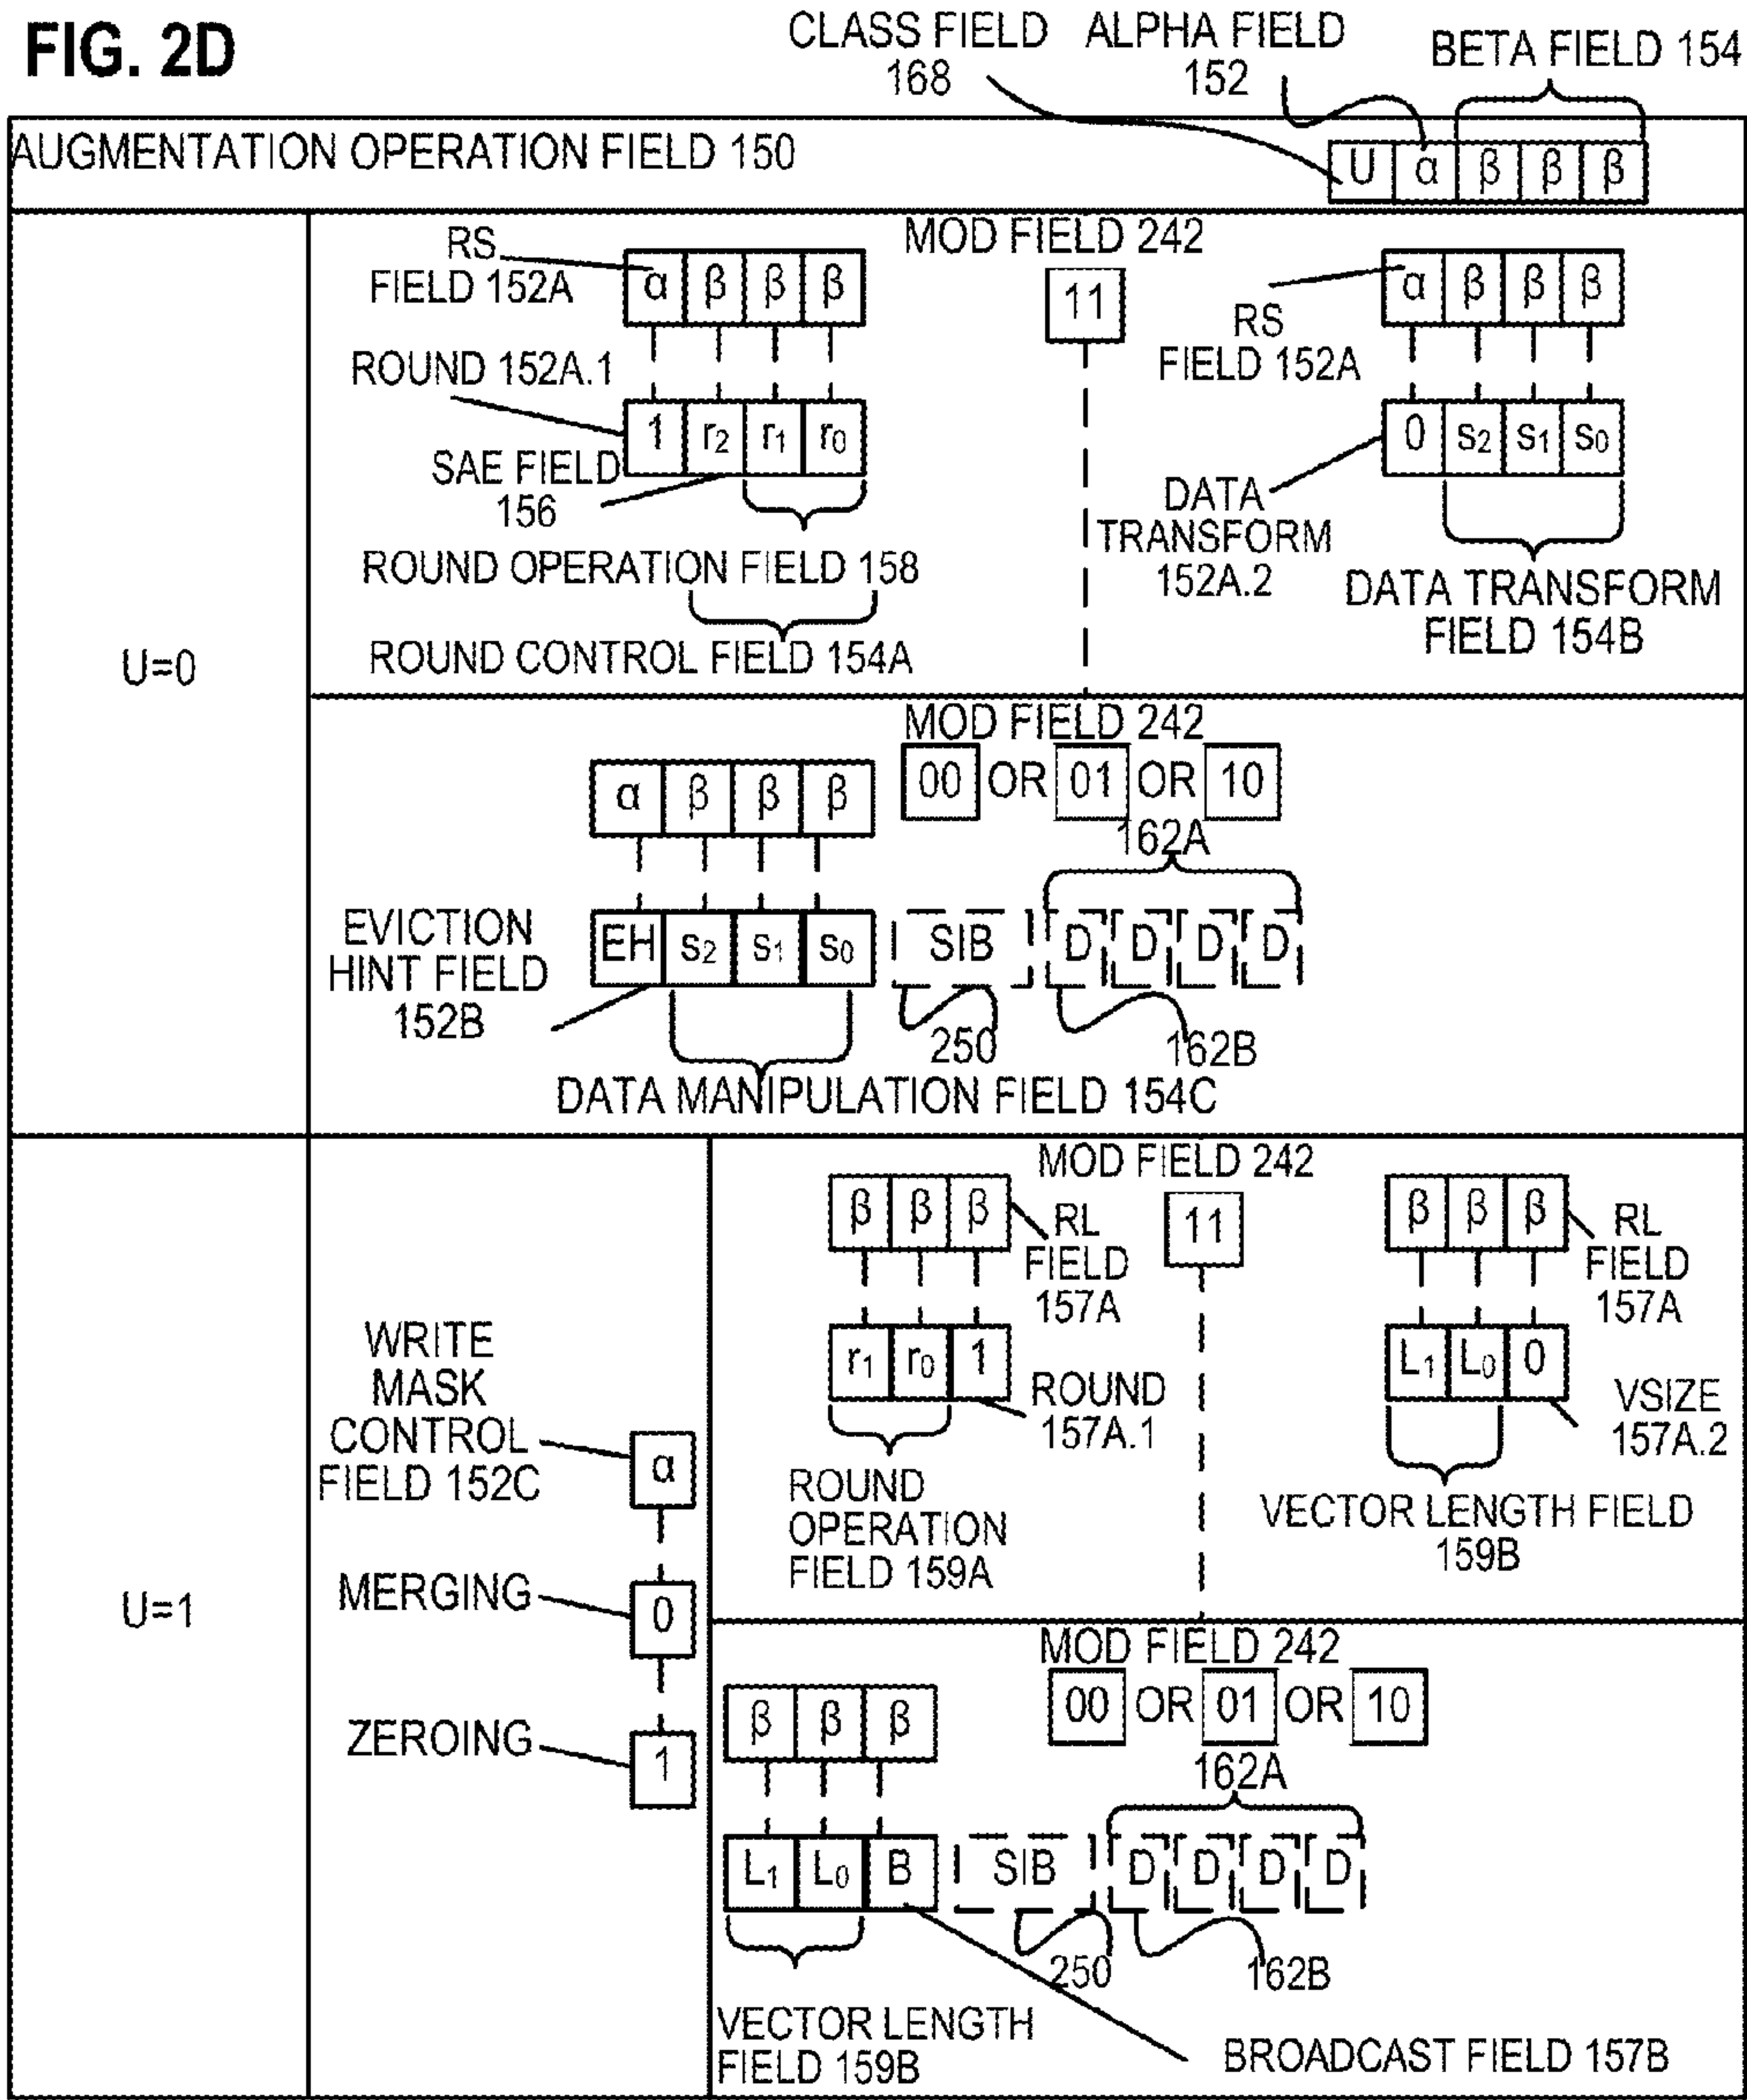 FIG. 2D
CLASS FIELD
168
ALPHA FIELD
152
BETA FIELD 154
AUGMENTATION OPERATION FIELD 150
U α β β β
U=0
MOD FIELD 242
11
RS
FIELD 152A
α β β β
ROUND 152A.1
1 r₂ r₁ r₀
SAE FIELD
156
ROUND OPERATION FIELD 158
ROUND CONTROL FIELD 154A
α β β β
RS
FIELD 152A
0 s₂ s₁ s₀
DATA
TRANSFORM
152A.2
DATA TRANSFORM
FIELD 154B
MOD FIELD 242
00 OR 01 OR 10
α β β β
162A
EVICTION
HINT FIELD
152B
EH s₂ s₁ s₀ SIB D D D D
250
162B
DATA MANIPULATION FIELD 154C
U=1
WRITE
MASK
CONTROL
FIELD 152C
α
MERGING
0
ZEROING
1
MOD FIELD 242
11
β β β
RL
FIELD
157A
r₁ r₀ 1
ROUND
157A.1
ROUND
OPERATION
FIELD 159A
β β β
RL
FIELD
157A
L₁ L₀ 0
VSIZE
157A.2
VECTOR LENGTH FIELD
159B
MOD FIELD 242
00 OR 01 OR 10
β β β
162A
L₁ L₀ B SIB D D D D
250
162B
VECTOR LENGTH
FIELD 159B
BROADCAST FIELD 157B